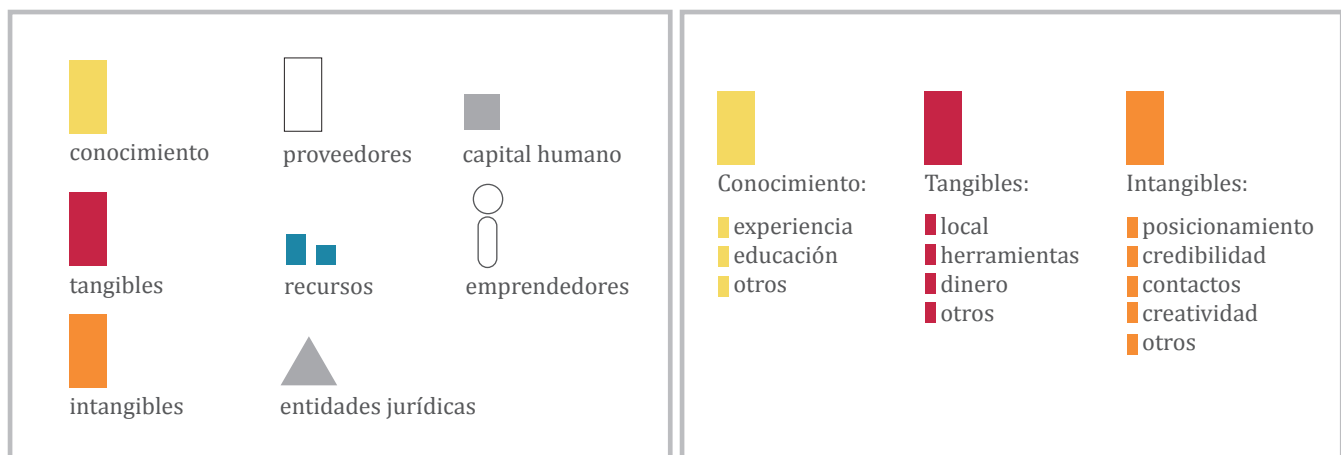 conocimiento
proveedores
capital humano
tangibles
recursos
emprendedores
intangibles
entidades jurídicas
Conocimiento:
experiencia
educación
otros
Tangibles:
local
herramientas
dinero
otros
Intangibles:
posicionamiento
credibilidad
contactos
creatividad
otros